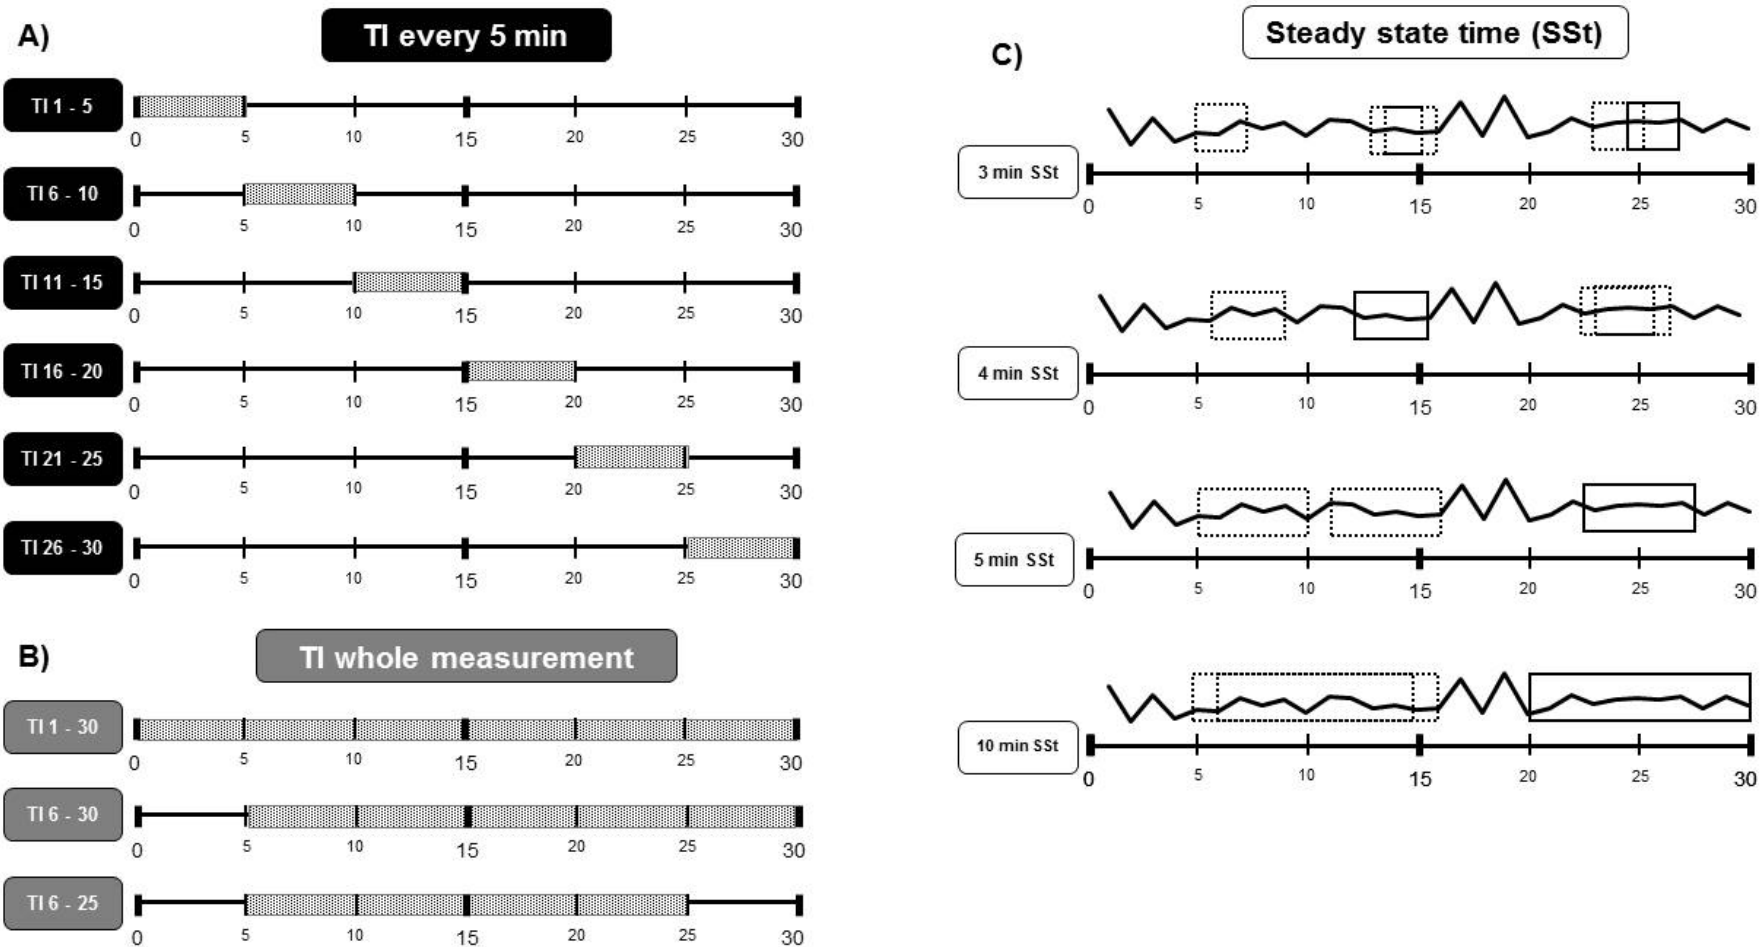 A)
TI every 5 min
TI 1 - 5
0 5 10 15 20 25 30
TI 6 - 10
0 5 10 15 20 25 30
TI 11 - 15
0 5 10 15 20 25 30
TI 16 - 20
0 5 10 15 20 25 30
TI 21 - 25
0 5 10 15 20 25 30
TI 26 - 30
0 5 10 15 20 25 30
B)
TI whole measurement
TI 1 - 30
0 5 10 15 20 25 30
TI 6 - 30
0 5 10 15 20 25 30
TI 6 - 25
0 5 10 15 20 25 30
C)
Steady state time (SSt)
3 min SSt
0 5 10 15 20 25 30
4 min SSt
0 5 10 15 20 25 30
5 min SSt
0 5 10 15 20 25 30
10 min SSt
0 5 10 15 20 25 30